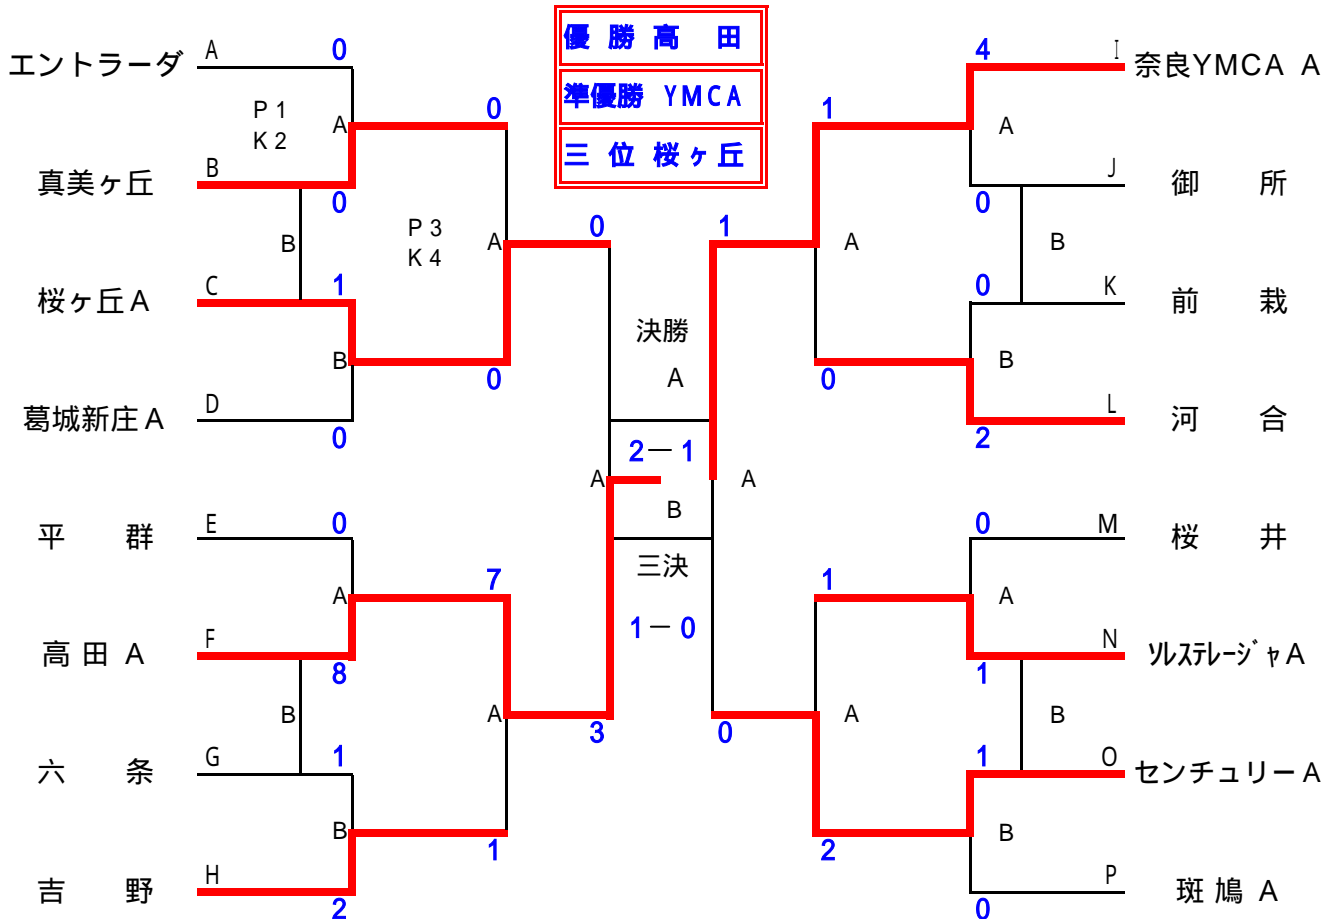 優 勝 高 田
準優勝 YMCA
三 位 桜ヶ丘
エントラーダ A 0
P1
K2
A
0
真美ヶ丘 B 0
B
P3
K4
A
0
桜ヶ丘A C 1
B
0
葛城新庄A D 0
平 群 E 0
A
7
高田 A F 8
B
A
3
六 条 G 1
B
1
吉 野 H 2
決勝
A
2-1
A
A
B
三決
1-0
4 I 奈良YMCA A
1
A
0 J 御 所
1
A
B
0 K 前 栽
B
0
2 L 河 合
0 M 桜 井
1
A
1 N ソルステレージャA
A
B
0
1 O センチュリーA
B
2
0 P 斑鳩 A